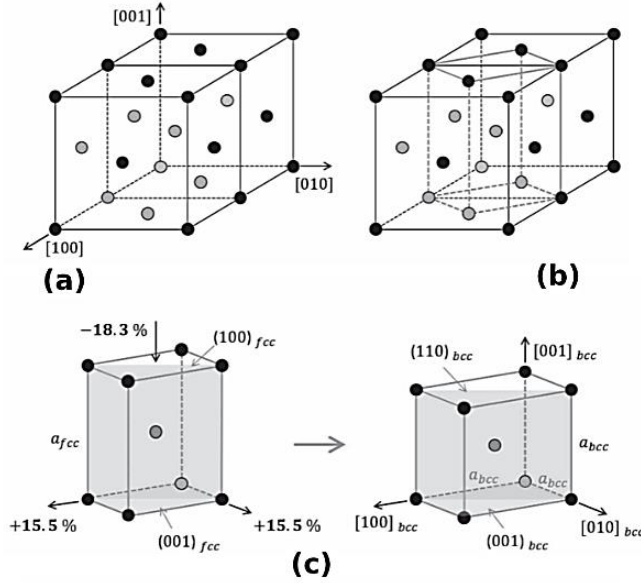 [001]
[010]
[100]
(a)
(b)
−18.3 %
(100) fcc
a fcc
+15.5 %
(001) fcc
+15.5 %
(110) bcc
[001] bcc
a bcc
a bcc
a bcc
[100] bcc
(001) bcc
[010] bcc
(c)